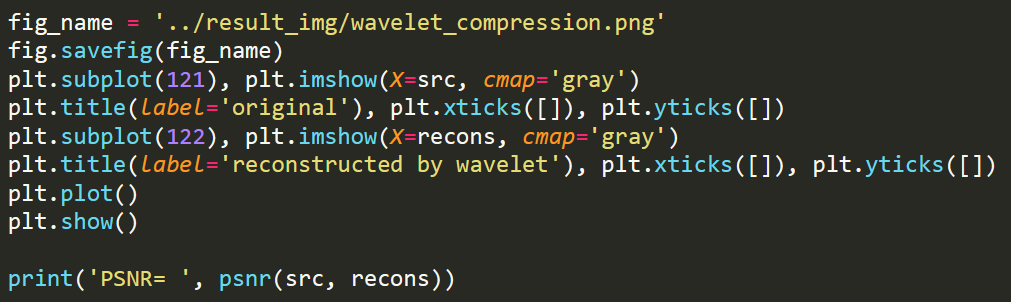 fig_name = '../result_img/wavelet_compression.png'
fig.savefig(fig_name)
plt.subplot(121), plt.imshow(X=src, cmap='gray')
plt.title(label='original'), plt.xticks([]), plt.yticks([])
plt.subplot(122), plt.imshow(X=recons, cmap='gray')
plt.title(label='reconstructed by wavelet'), plt.xticks([]), plt.yticks([])
plt.plot()
plt.show()
print('PSNR= ', psnr(src, recons))